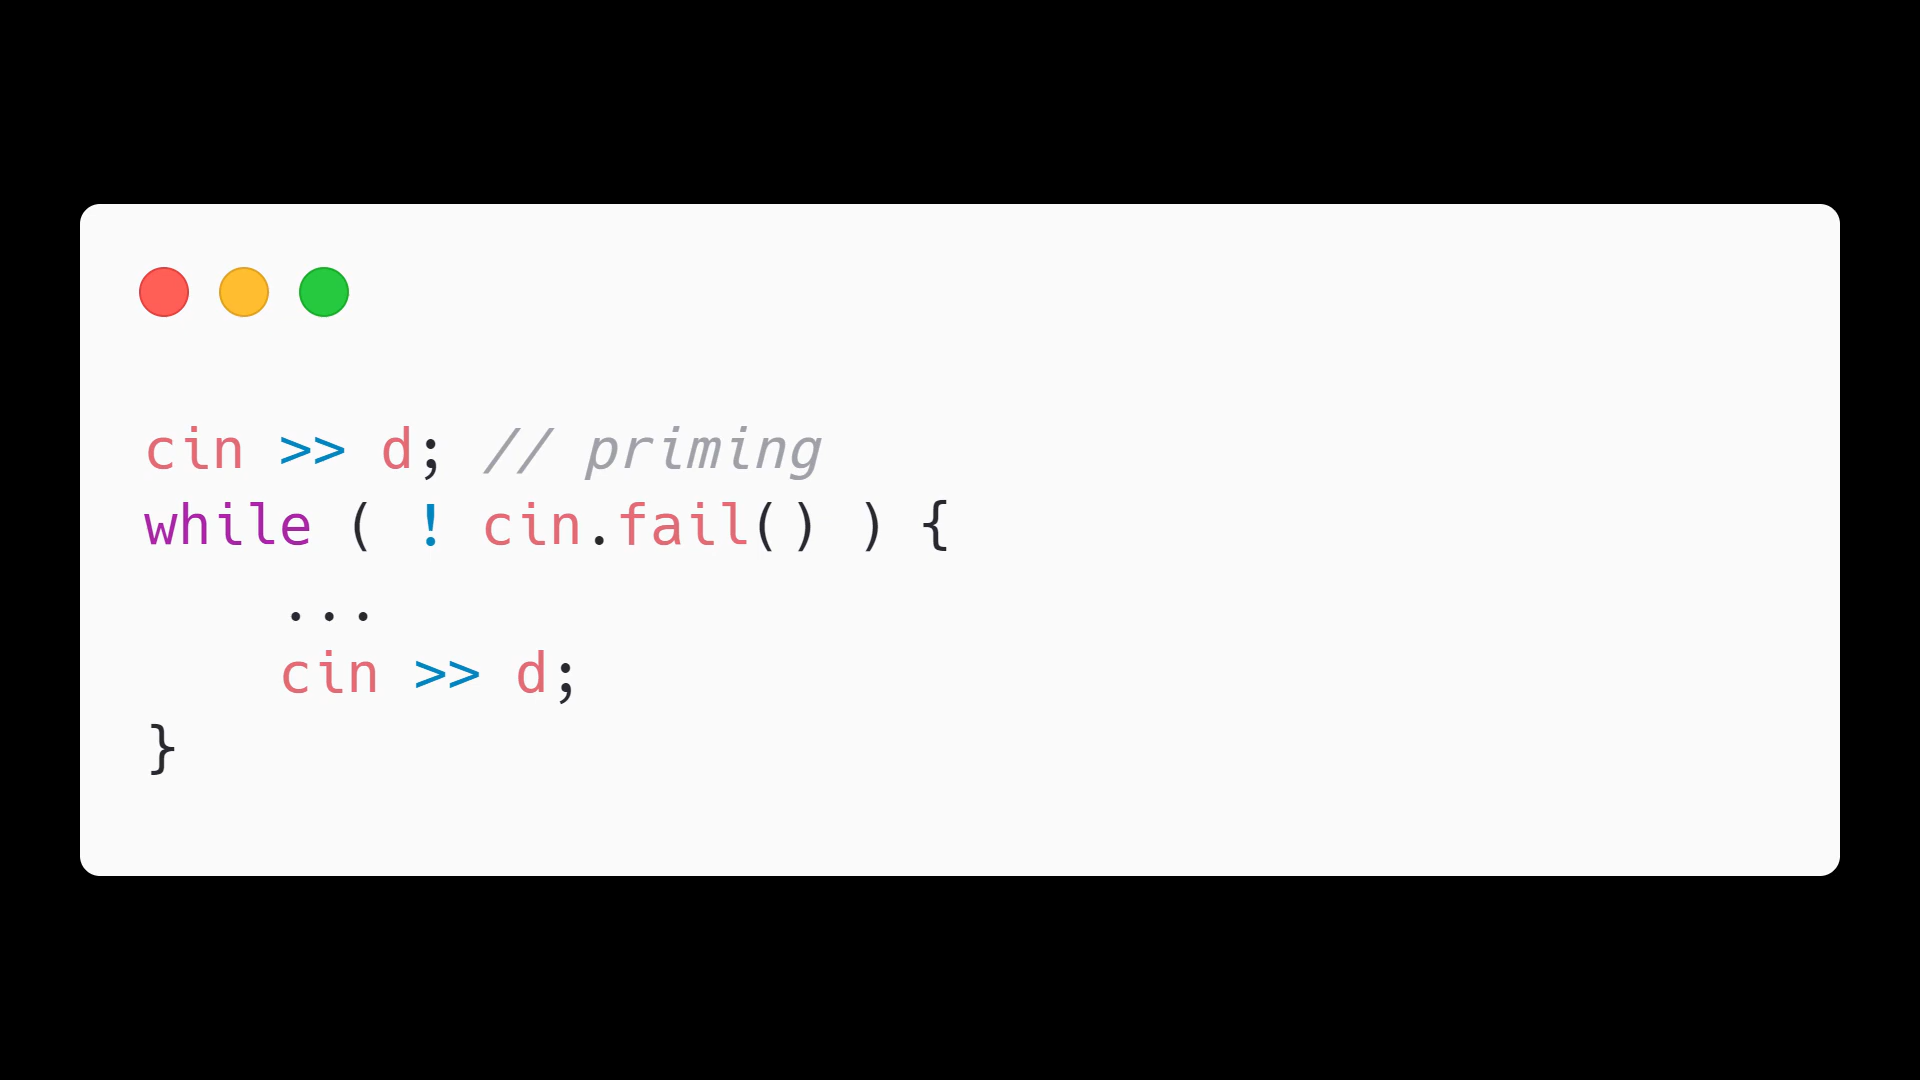 cin >> d; // priming
while ( ! cin.fail() ) {
    ...
    cin >> d;
}